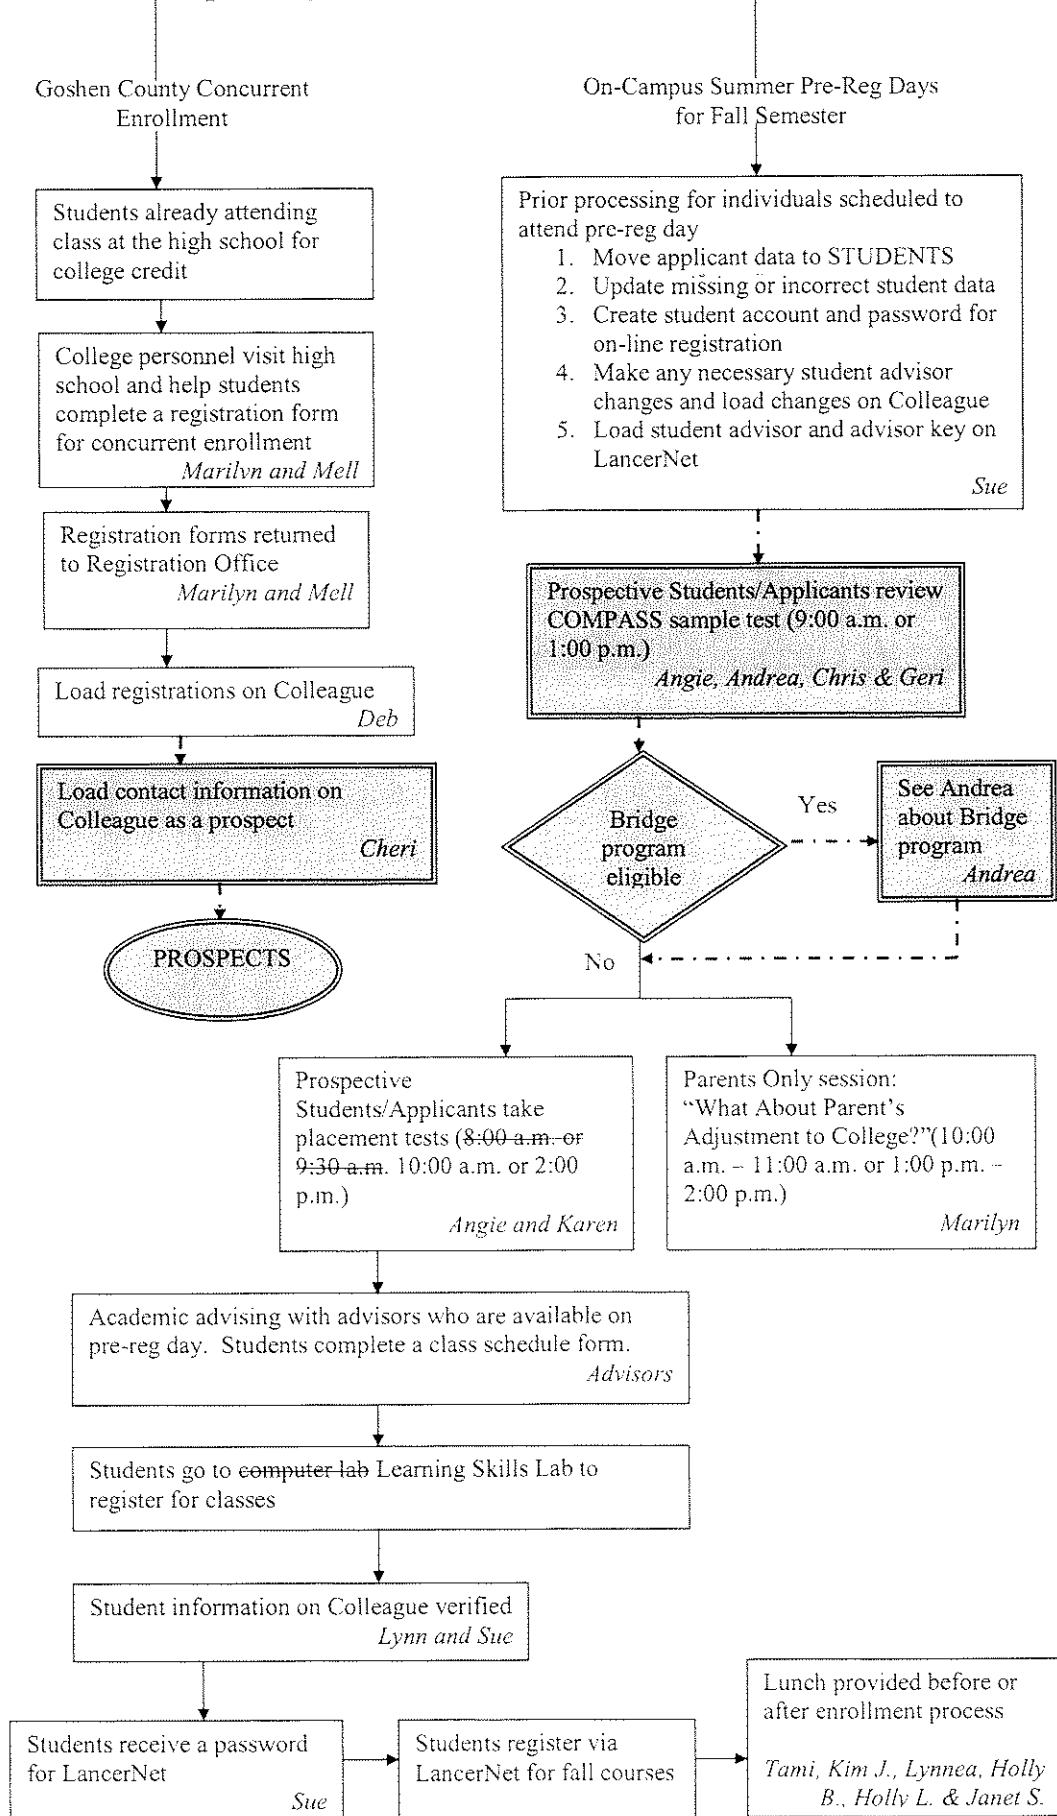 Goshen County Concurrent
Enrollment
Students already attending
class at the high school for
college credit
College personnel visit high
school and help students
complete a registration form
for concurrent enrollment
Marilyn and Mell
Registration forms returned
to Registration Office
Marilyn and Mell
Load registrations on Colleague
Deb
Load contact information on
Colleague as a prospect
Cheri
PROSPECTS
On-Campus Summer Pre-Reg Days
for Fall Semester
Prior processing for individuals scheduled to
attend pre-reg day
1. Move applicant data to STUDENTS
2. Update missing or incorrect student data
3. Create student account and password for
on-line registration
4. Make any necessary student advisor
changes and load changes on Colleague
5. Load student advisor and advisor key on
LancerNet
Sue
Prospective Students/Applicants review
COMPASS sample test (9:00 a.m. or
1:00 p.m.)
Angie, Andrea, Chris & Geri
Bridge
program
eligible
Yes
See Andrea
about Bridge
program
Andrea
No
Prospective
Students/Applicants take
placement tests (8:00 a.m. or
9:30 a.m. 10:00 a.m. or 2:00
p.m.)
Angie and Karen
Parents Only session:
“What About Parent's
Adjustment to College?”(10:00
a.m. – 11:00 a.m. or 1:00 p.m. –
2:00 p.m.)
Marilyn
Academic advising with advisors who are available on
pre-reg day. Students complete a class schedule form.
Advisors
Students go to computer lab Learning Skills Lab to
register for classes
Student information on Colleague verified
Lynn and Sue
Students receive a password
for LancerNet
Sue
Students register via
LancerNet for fall courses
Lunch provided before or
after enrollment process
Tami, Kim J., Lynnea, Holly
B., Holly L. & Janet S.